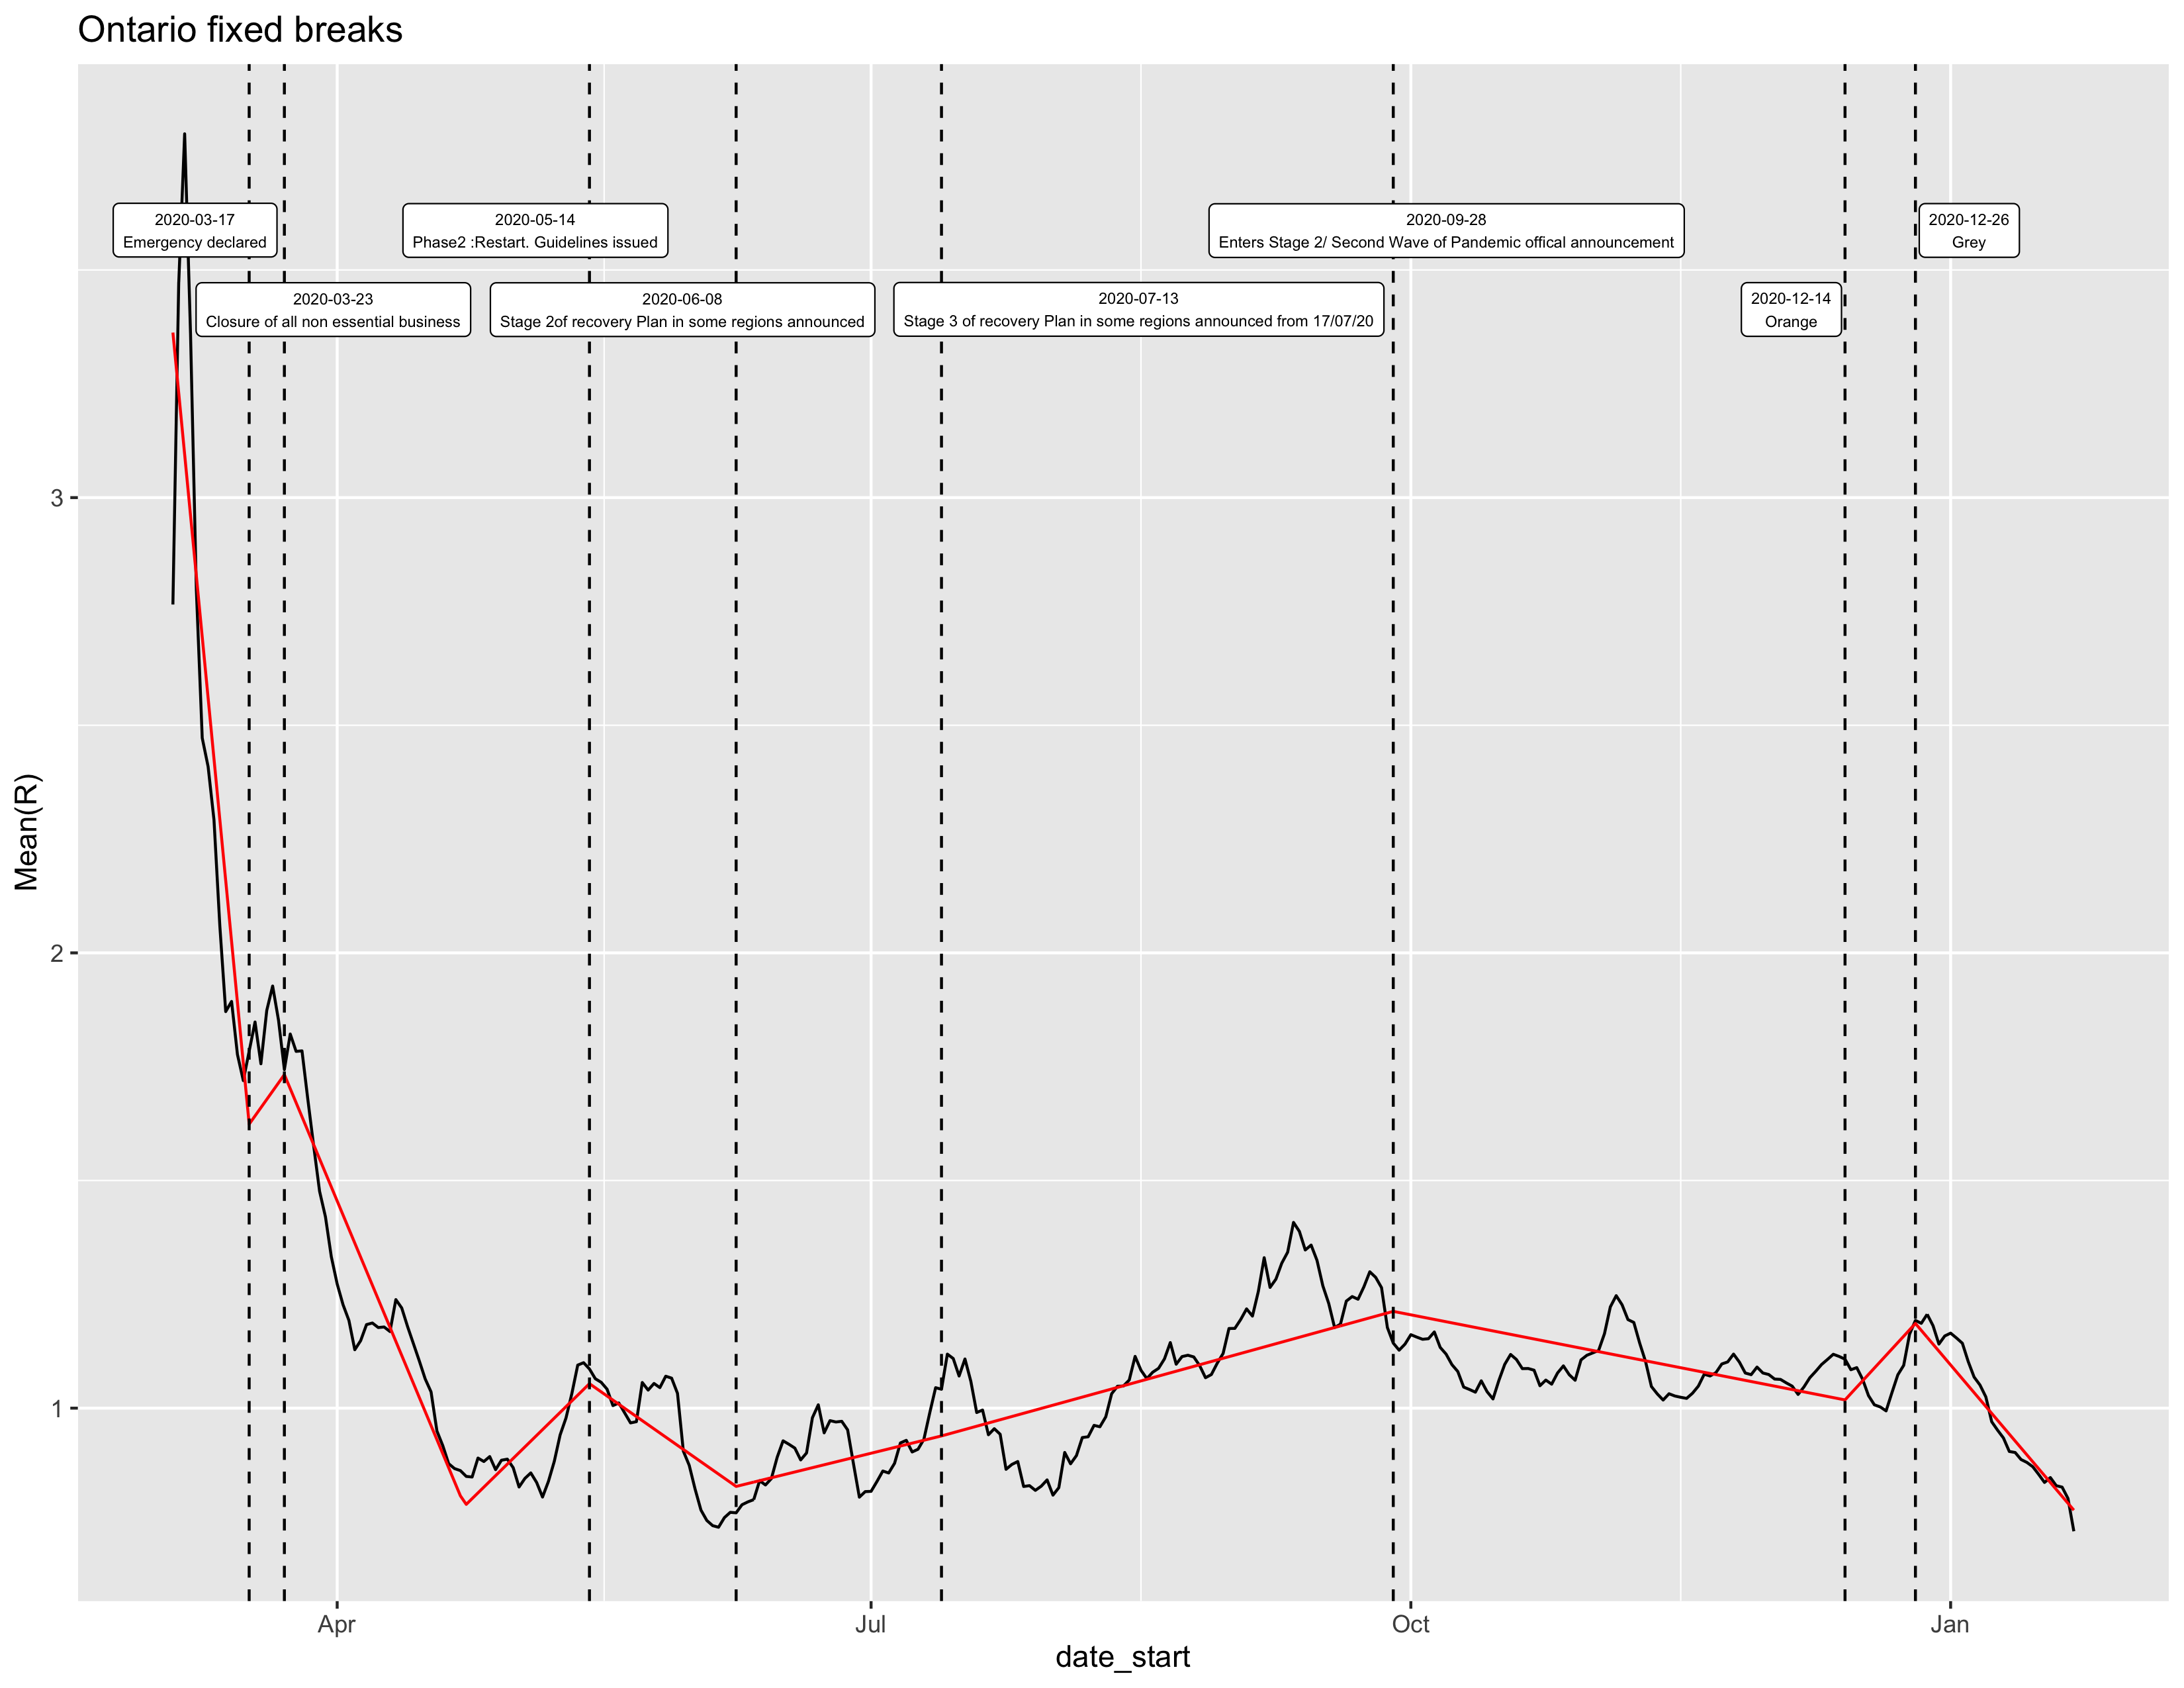 Ontario fixed breaks
2020-03-17
Emergency declared
2020-05-14
Phase2 :Restart. Guidelines issued
2020-09-28
Enters Stage 2/ Second Wave of Pandemic offical announcement
2020-12-26
Grey
2020-03-23
Closure of all non essential business
2020-06-08
Stage 2of recovery Plan in some regions announced
2020-07-13
Stage 3 of recovery Plan in some regions announced from 17/07/20
2020-12-14
Orange
3
2
1
Mean(R)
Apr
Jul
Oct
Jan
date_start